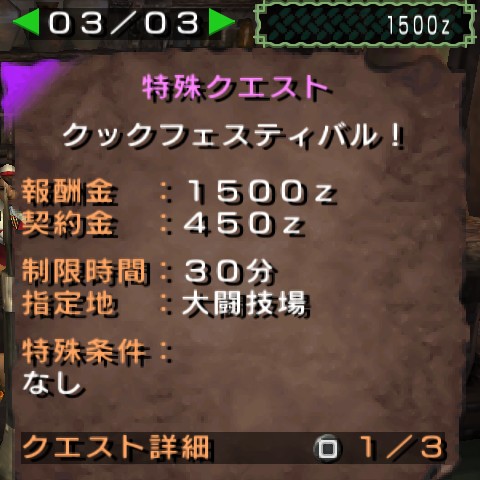 03/03
1500z
特殊クエスト
クックフェスティバル!
報酬金 :1500z
契約金 :450z
制限時間:30分
指定地 :大闘技場
特殊条件:
なし
クエスト詳細 1/3